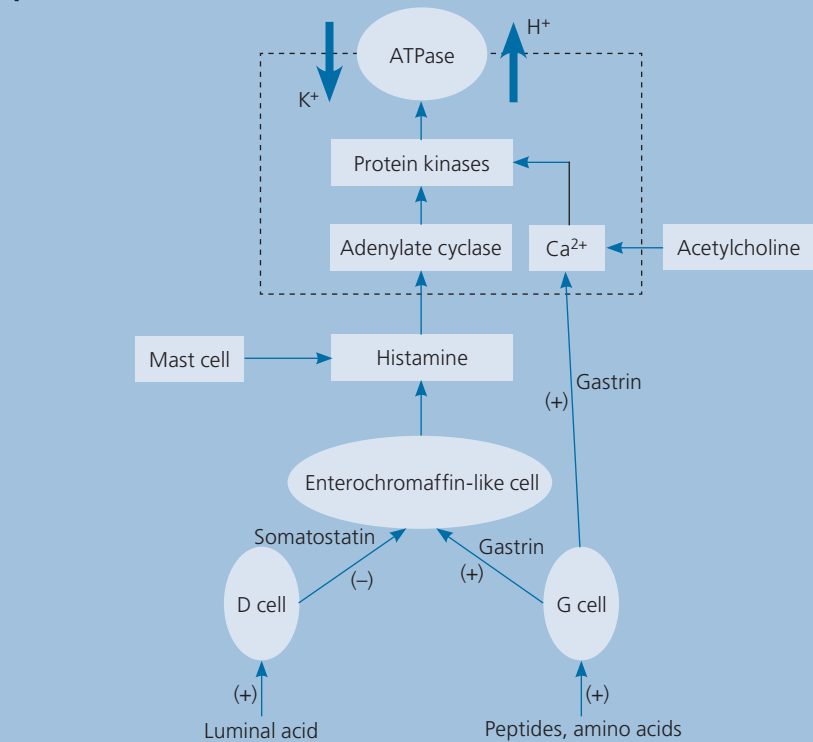 H⁺
ATPase
K⁺
Protein kinases
Adenylate cyclase
Ca²⁺
Acetylcholine
Mast cell
Histamine
Gastrin
(+)
Enterochromaffin-like cell
Somatostatin
Gastrin
(–)
(+)
D cell
G cell
(+)
(+)
Luminal acid
Peptides, amino acids